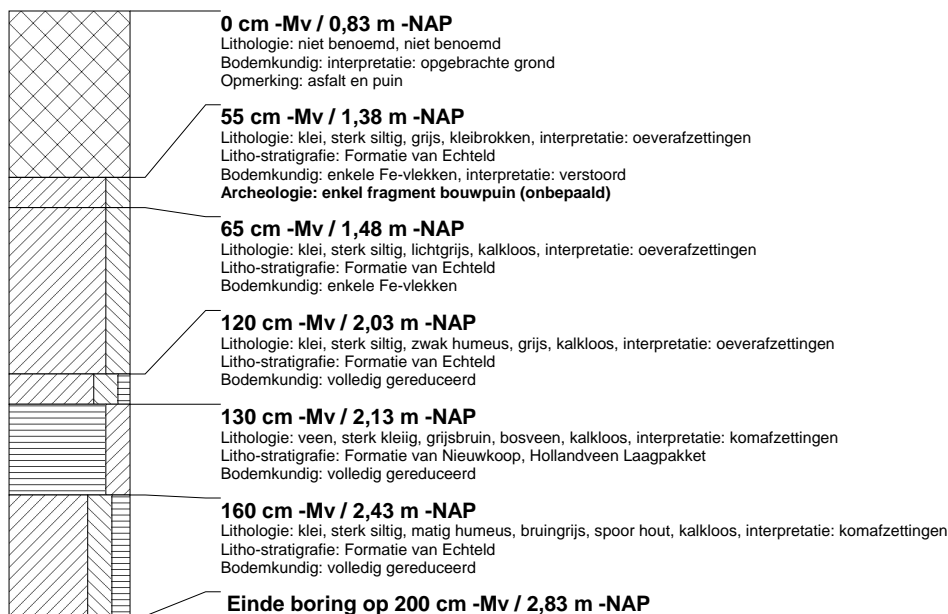 0 cm -Mv / 0,83 m -NAP
Lithologie: niet benoemd, niet benoemd
Bodemkundig: interpretatie: opgebrachte grond
Opmerking: asfalt en puin
55 cm -Mv / 1,38 m -NAP
Lithologie: klei, sterk siltig, grijs, kleibrokken, interpretatie: oeverafzettingen
Litho-stratigrafie: Formatie van Echteld
Bodemkundig: enkele Fe-vlekken, interpretatie: verstoord
Archeologie: enkel fragment bouwpuin (onbepaald)
65 cm -Mv / 1,48 m -NAP
Lithologie: klei, sterk siltig, lichtgrijs, kalkloos, interpretatie: oeverafzettingen
Litho-stratigrafie: Formatie van Echteld
Bodemkundig: enkele Fe-vlekken
120 cm -Mv / 2,03 m -NAP
Lithologie: klei, sterk siltig, zwak humeus, grijs, kalkloos, interpretatie: oeverafzettingen
Litho-stratigrafie: Formatie van Echteld
Bodemkundig: volledig gereduceerd
130 cm -Mv / 2,13 m -NAP
Lithologie: veen, sterk kleiig, grijsbruin, bosveen, kalkloos, interpretatie: komafzettingen
Litho-stratigrafie: Formatie van Nieuwkoop, Hollandveen Laagpakket
Bodemkundig: volledig gereduceerd
160 cm -Mv / 2,43 m -NAP
Lithologie: klei, sterk siltig, matig humeus, bruingrijs, spoor hout, kalkloos, interpretatie: komafzettingen
Litho-stratigrafie: Formatie van Echteld
Bodemkundig: volledig gereduceerd
Einde boring op 200 cm -Mv / 2,83 m -NAP